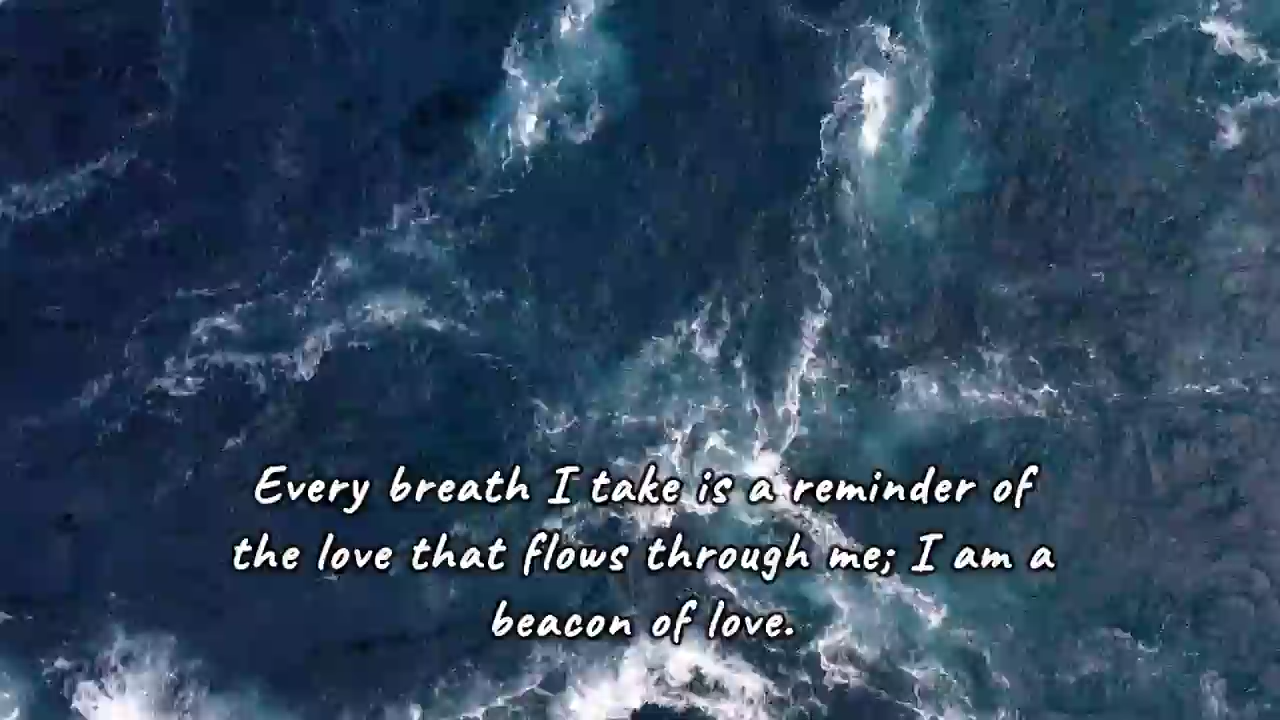 Every breath I take is a reminder of
the love that flows through me; I am a
beacon of love.